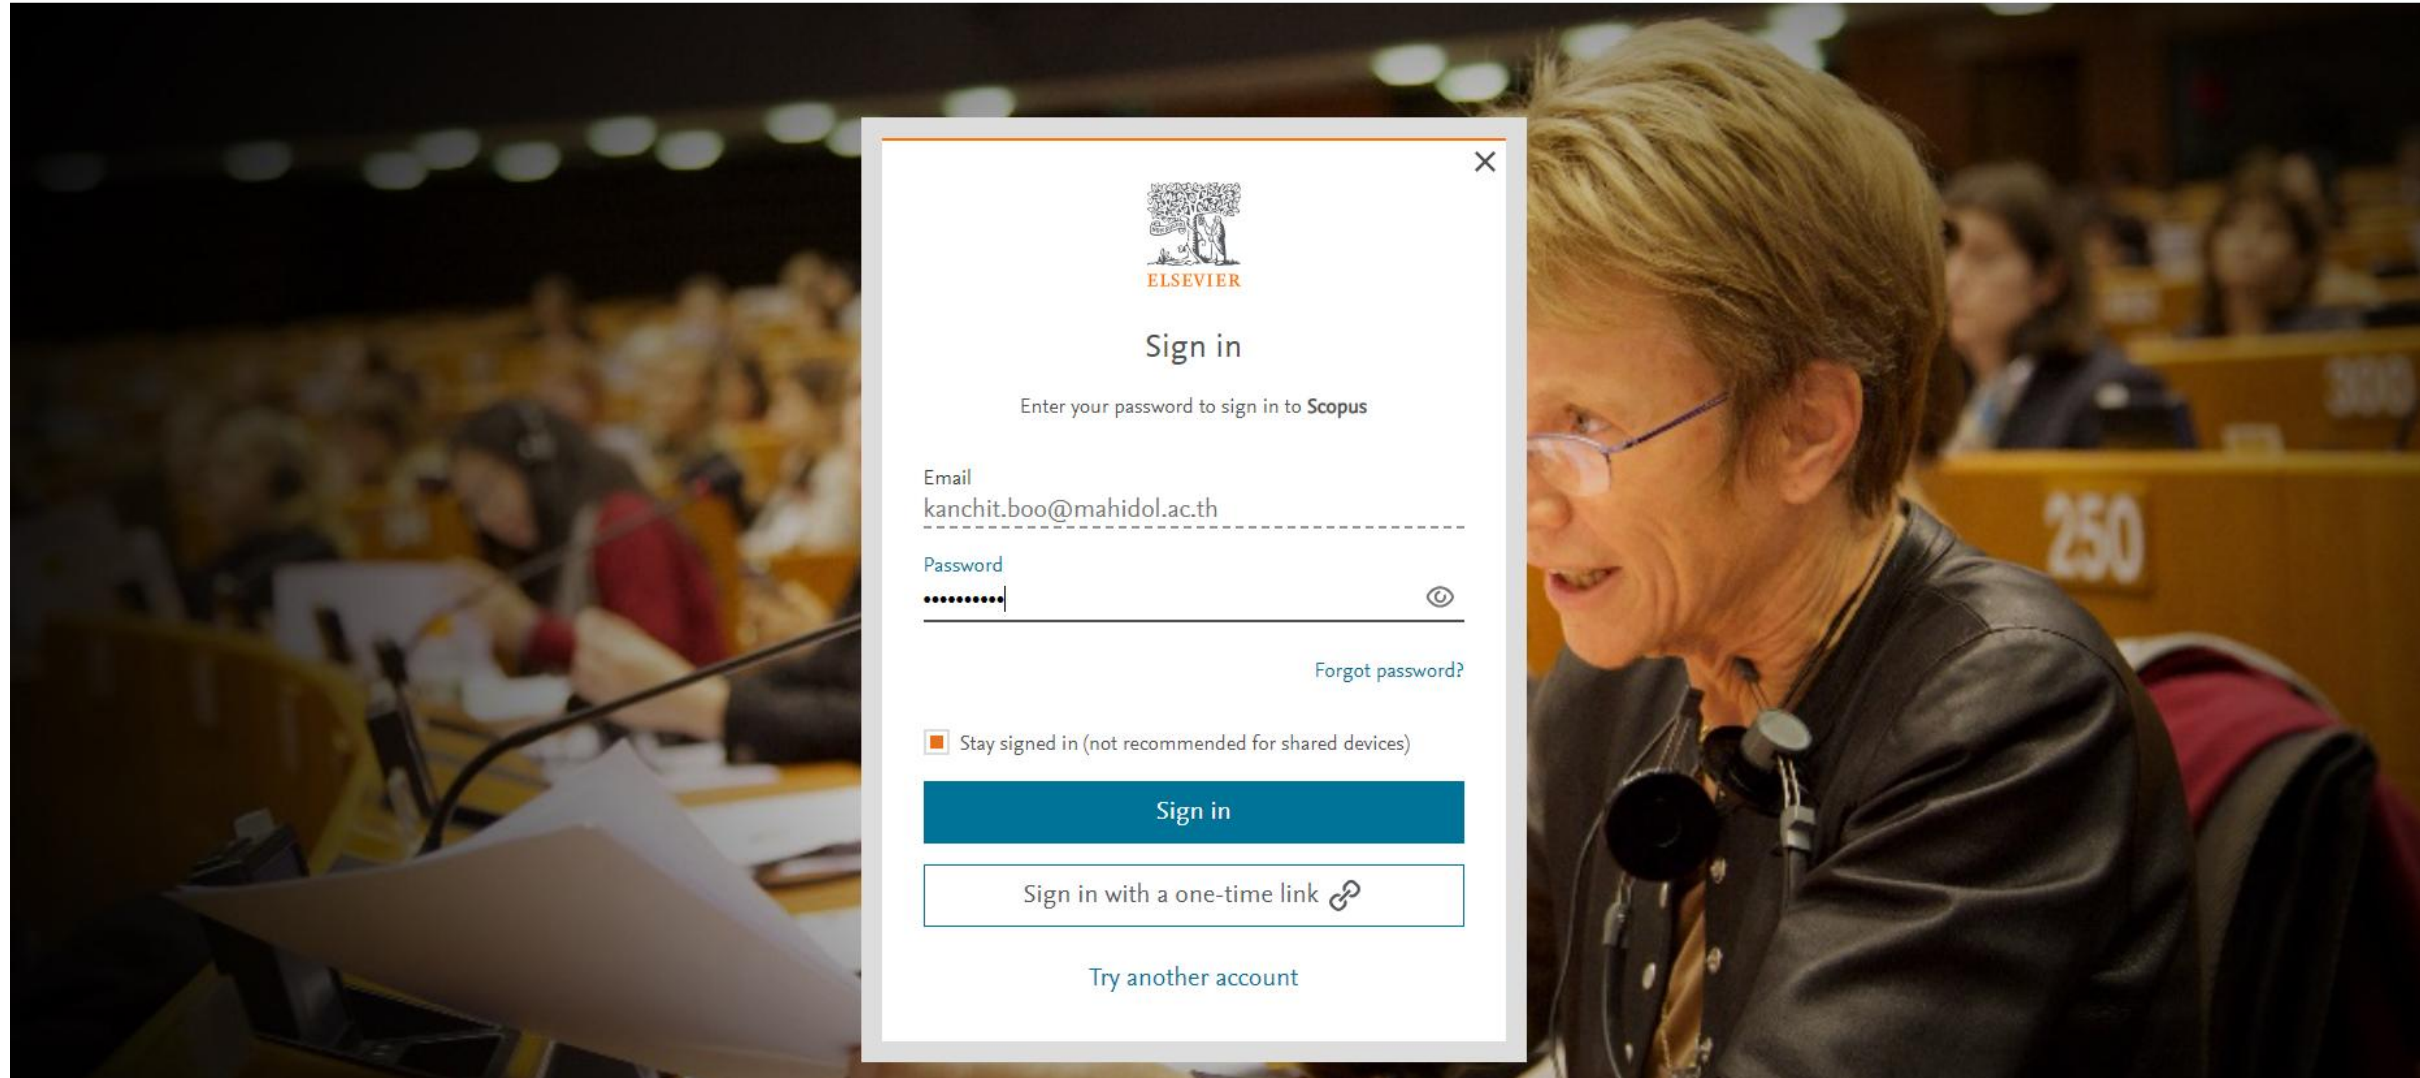 ELSEVIER
Sign in
Enter your password to sign in to Scopus
Email
kanchit.boo@mahidol.ac.th
Password
••••••••••
Forgot password?
Stay signed in (not recommended for shared devices)
Sign in
Sign in with a one-time link
Try another account
300
250